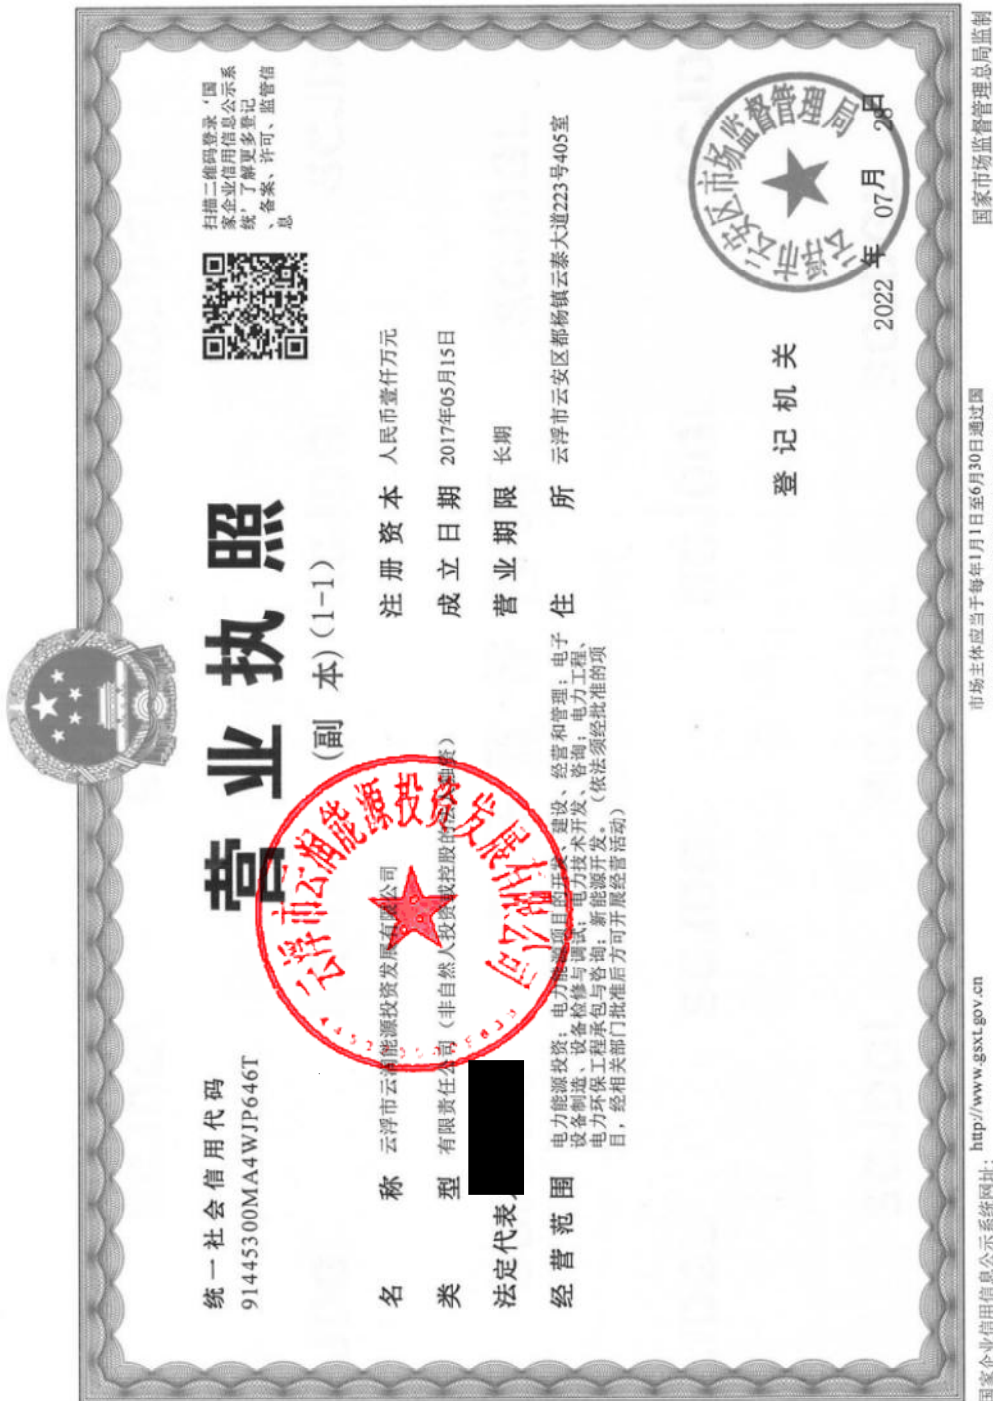 统一社会信用代码
91445300MA4WJP646T
营业执照
(副 本)(1-1)
扫描二维码登录‘国
家企业信用信息公示系
统’了解更多登记
、备案、许可、监管信
息
名 称 云浮市云润能源投资发展有限公司
类 型 有限责任公司（非自然人投资或控股的法人独资）
法定代表
经营范围 电力能源投资；电力能源项目的开发、建设、经营和管理；电子
设备制造、设备检修与调试；电力技术开发、咨询；电力工程、
电力环保工程承包与咨询；新能源开发。（依法须经批准的项
目，经相关部门批准后方可开展经营活动）
注册资本 人民币壹仟万元
成立日期 2017年05月15日
营业期限 长期
住 所 云浮市云安区都杨镇云泰大道223号405室
云浮市云润能源投资发展有限公司
登记机关
云浮市云安区市场监督管理局
2022 年 07月 28日
国家企业信用信息公示系统网址：http://www.gsxt.gov.cn
市场主体应当于每年1月1日至6月30日通过国
国家市场监督管理总局监制